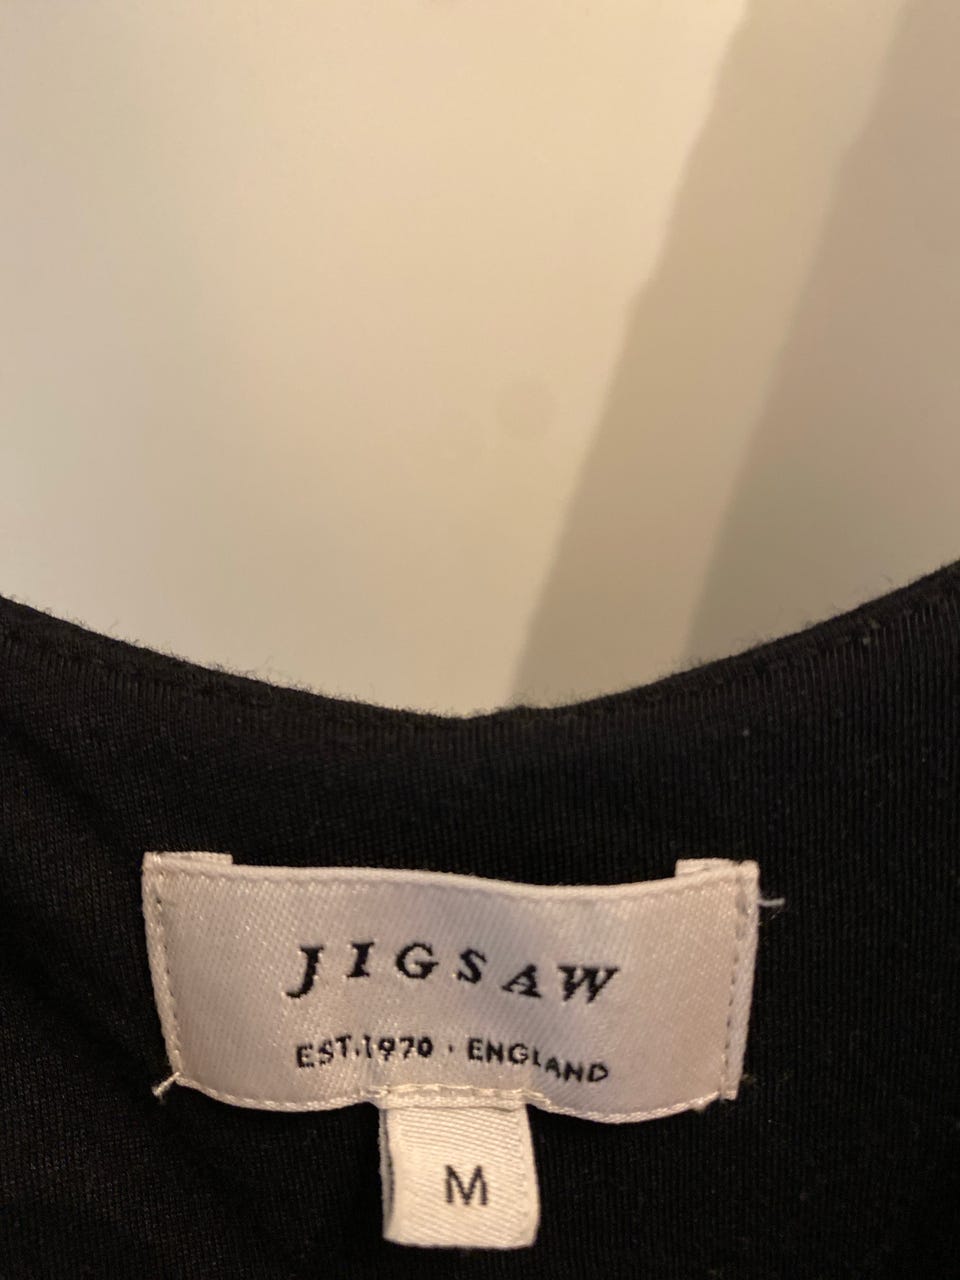 JIGSAW
EST.1970 · ENGLAND
M